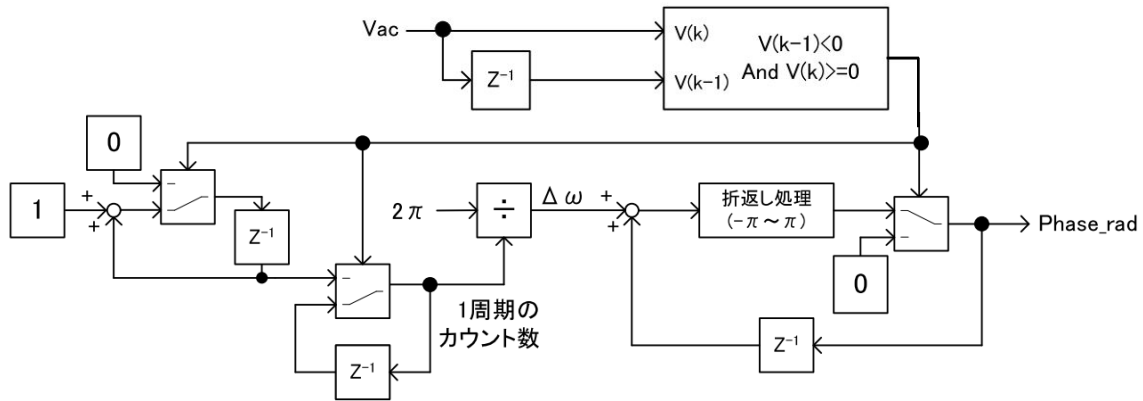 Vac
V(k)
V(k-1)<0
And V(k)>=0
V(k-1)
Z⁻¹
0
1
+
+
−
Z⁻¹
2π
÷
Δω
+
+
折返し処理
(-π～π)
−
0
Phase_rad
−
1周期の
カウント数
Z⁻¹
Z⁻¹